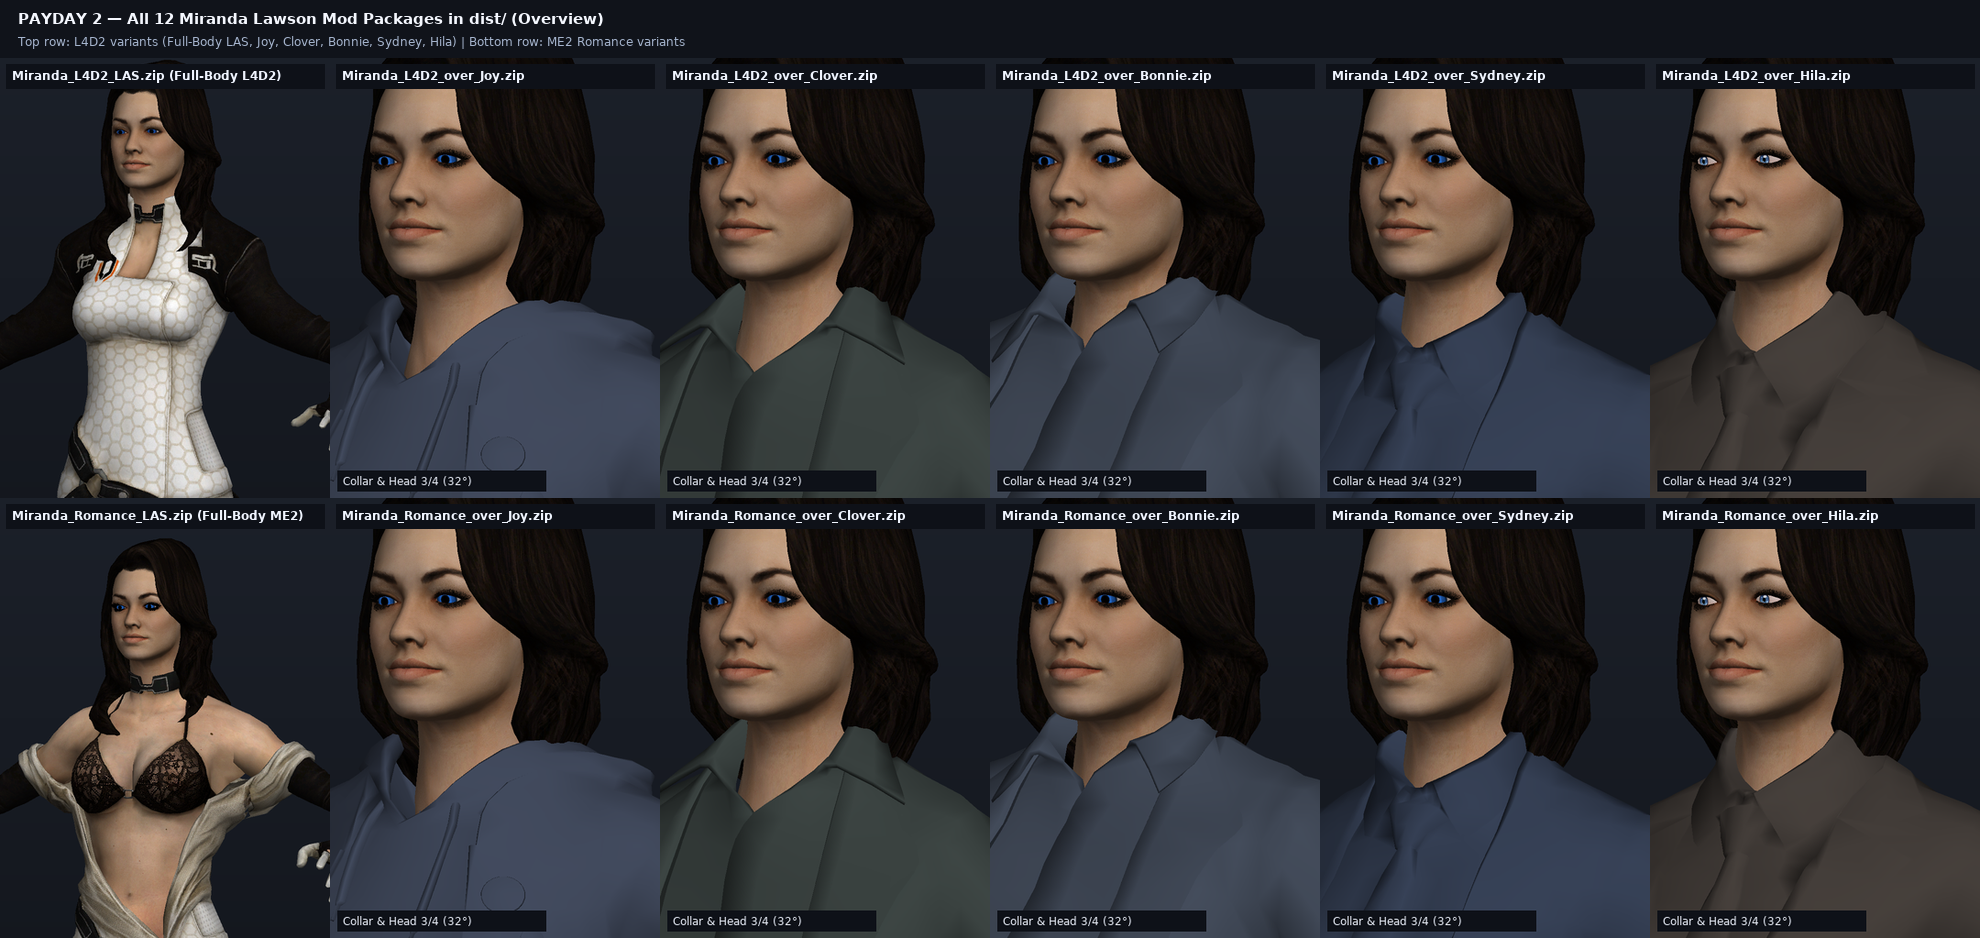 PAYDAY 2 — All 12 Miranda Lawson Mod Packages in dist/ (Overview)
Top row: L4D2 variants (Full-Body LAS, Joy, Clover, Bonnie, Sydney, Hila) | Bottom row: ME2 Romance variants
Miranda_L4D2_LAS.zip (Full-Body L4D2)
Miranda_L4D2_over_Joy.zip
Miranda_L4D2_over_Clover.zip
Miranda_L4D2_over_Bonnie.zip
Miranda_L4D2_over_Sydney.zip
Miranda_L4D2_over_Hila.zip
Collar & Head 3/4 (32°)
Collar & Head 3/4 (32°)
Collar & Head 3/4 (32°)
Collar & Head 3/4 (32°)
Collar & Head 3/4 (32°)
Miranda_Romance_LAS.zip (Full-Body ME2)
Miranda_Romance_over_Joy.zip
Miranda_Romance_over_Clover.zip
Miranda_Romance_over_Bonnie.zip
Miranda_Romance_over_Sydney.zip
Miranda_Romance_over_Hila.zip
Collar & Head 3/4 (32°)
Collar & Head 3/4 (32°)
Collar & Head 3/4 (32°)
Collar & Head 3/4 (32°)
Collar & Head 3/4 (32°)